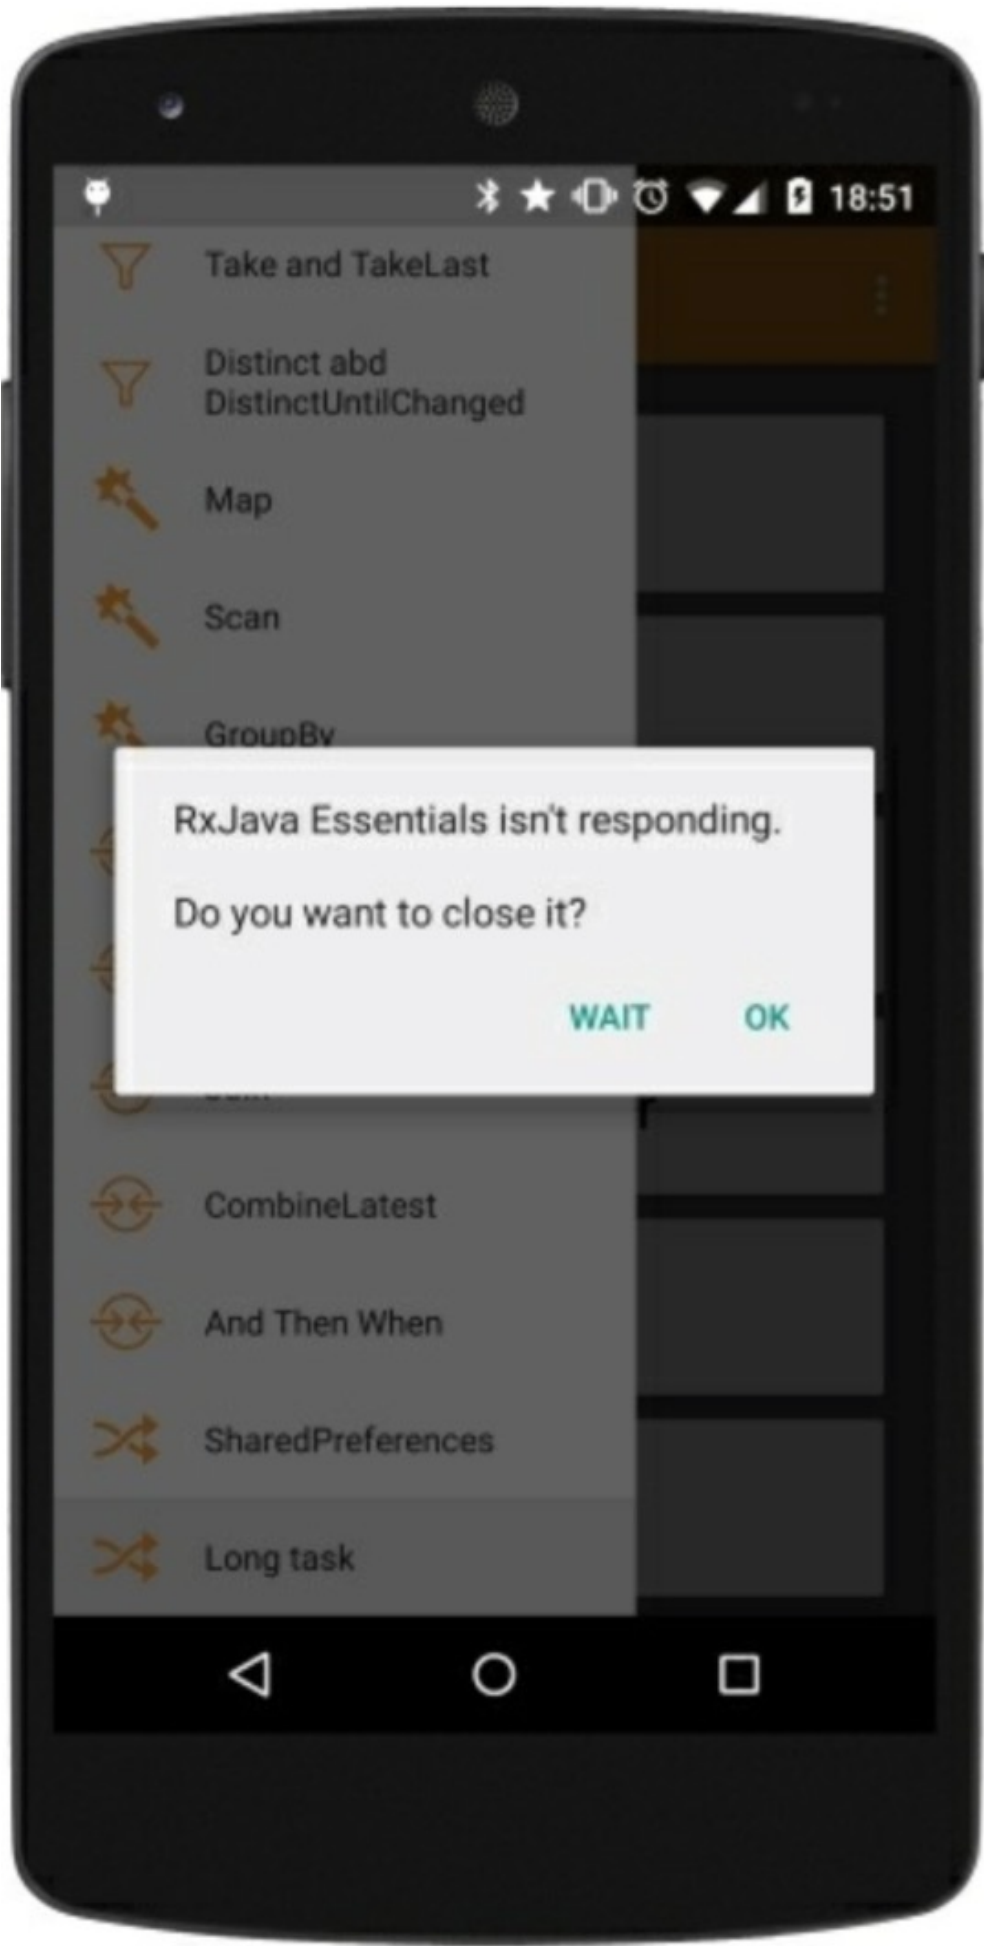 18:51
Take and TakeLast
Distinct abd
DistinctUntilChanged
Map
Scan
GroupBy
RxJava Essentials isn't responding.
Do you want to close it?
WAIT OK
CombineLatest
And Then When
SharedPreferences
Long task